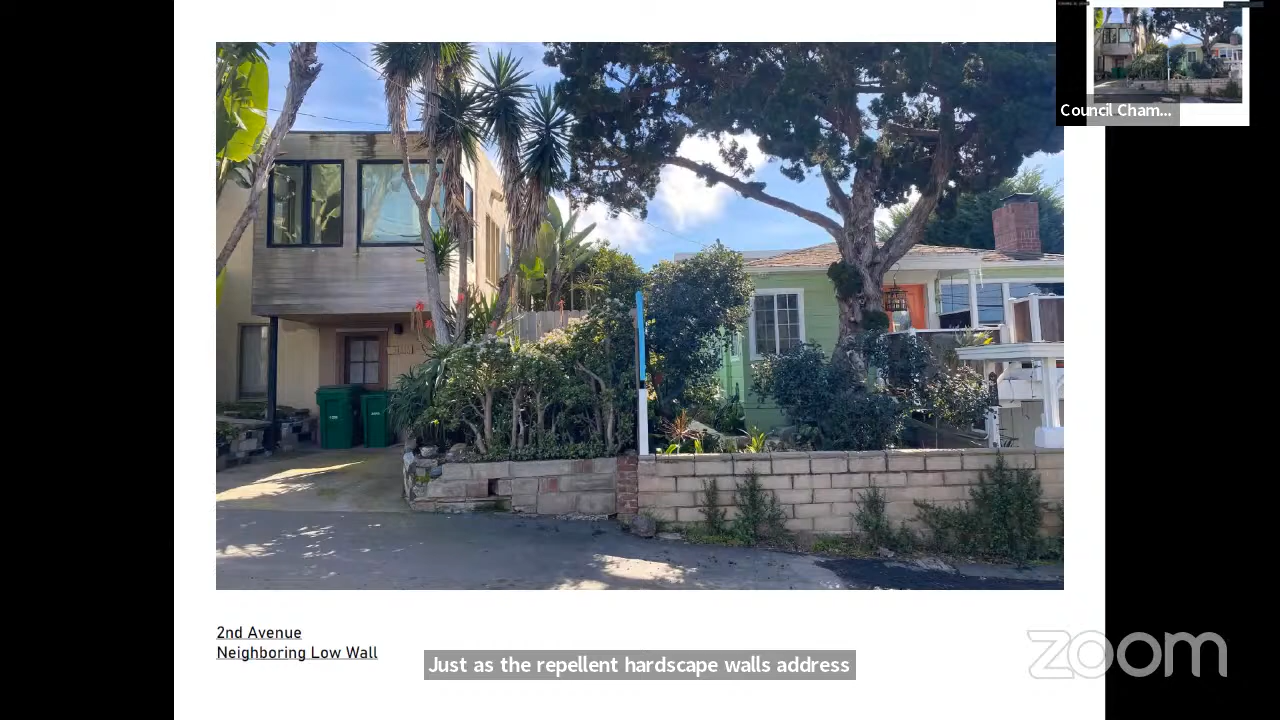 Council Cham...
2nd Avenue
Neighboring Low Wall
Just as the repellent hardscape walls address
zoom